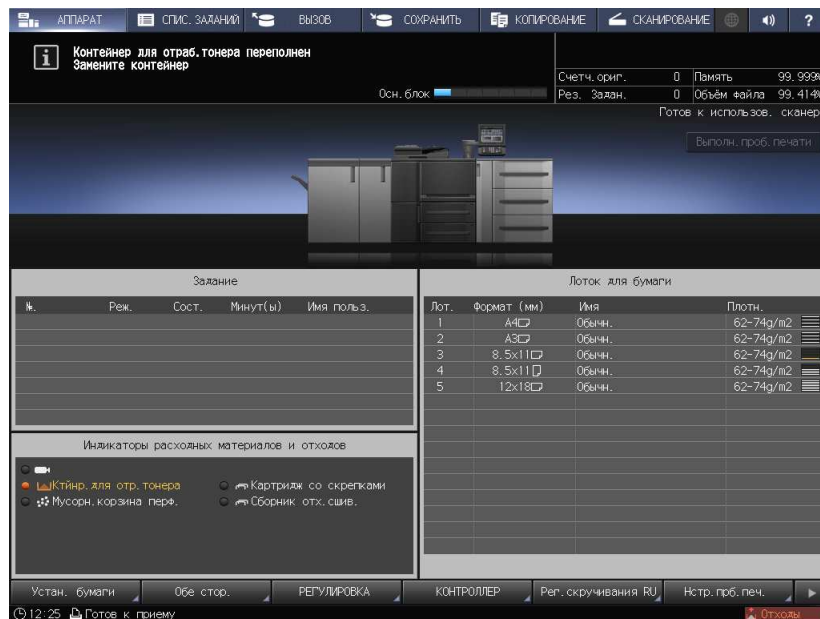 АППАРАТ СПИС. ЗАДАНИЙ ВЫЗОВ СОХРАНИТЬ КОПИРОВАНИЕ СКАНИРОВАНИЕ ?
i Контейнер для отраб.тонера переполнен
Замените контейнер
Осн.блок
Счетч.ориг. 0 Память 99.999%
Рез. Задан. 0 Объём файла 99.414%
Готов к использов. сканер
Выполн.проб.печати
Задание
№. Реж. Сост. Минут(ы) Имя польз.
Лоток для бумаги
Лот. Формат (мм) Имя Плотн.
1 A4 Обычн. 62-74g/m2
2 A3 Обычн. 62-74g/m2
3 8.5x11 Обычн. 62-74g/m2
4 8.5x11 Обычн. 62-74g/m2
5 12x18 Обычн. 62-74g/m2
Индикаторы расходных материалов и отходов
Ктйнр.для отр.тонера Картридж со скрепками
Мусорн.корзина перф. Сборник отх.сшив.
Устан. бумаги Обе стор. РЕГУЛИРОВКА КОНТРОЛЛЕР Рег.скручивания RU Нстр.прб.печ.
12:25 Готов к приему Отходы